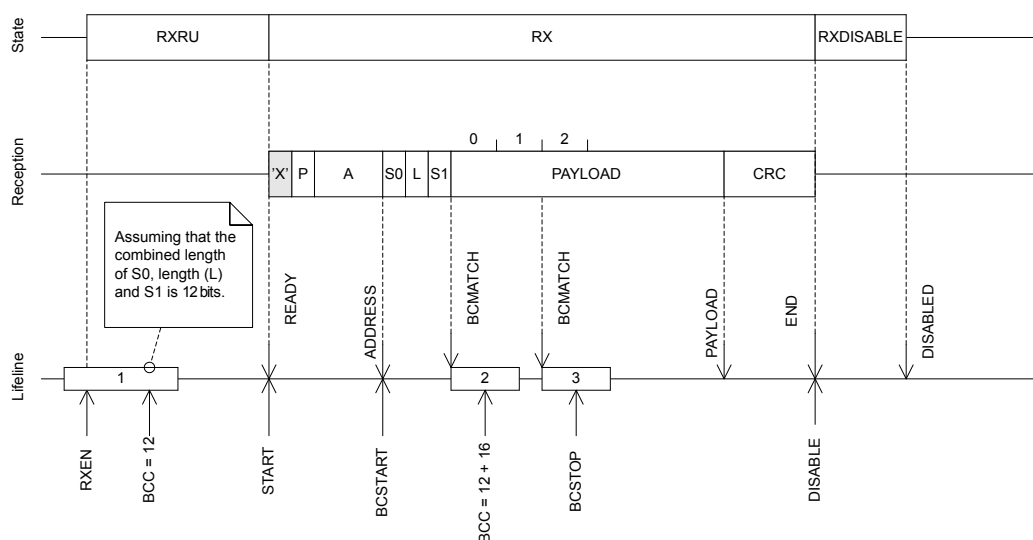 State
RXRU
RX
RXDISABLE
Reception
0 1 2
'X' P A S0 L S1 PAYLOAD CRC
Assuming that the
combined length
of S0, length (L)
and S1 is 12 bits.
READY
ADDRESS
BCMATCH
BCMATCH
PAYLOAD
END
DISABLED
Lifeline
1
2
3
RXEN
BCC = 12
START
BCSTART
BCC = 12 + 16
BCSTOP
DISABLE